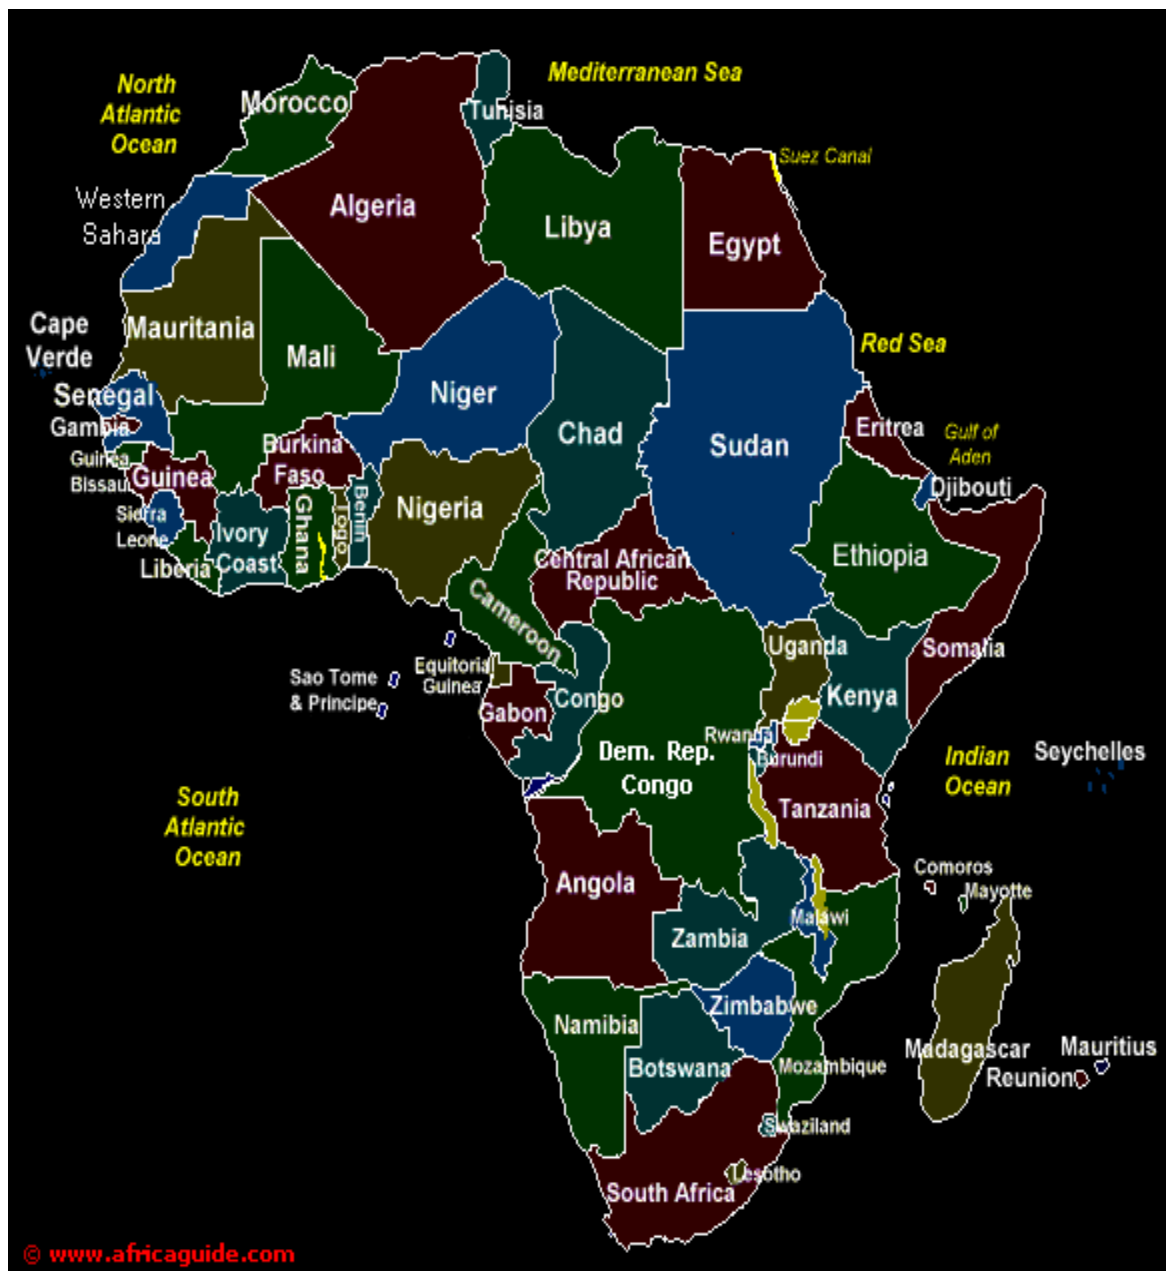 Mediterranean Sea
North
Atlantic
Ocean
Morocco
Tunisia
Suez Canal
Western
Sahara
Algeria
Libya
Egypt
Cape
Verde
Mauritania
Mali
Niger
Chad
Sudan
Red Sea
Senegal
Gambia
Guinea
Bissau
Guinea
Burkina
Faso
Eritrea
Gulf of
Aden
Djibouti
Sierra
Leone
Liberia
Ivory
Coast
Ghana
Togo
Benin
Nigeria
Central African
Republic
Ethiopia
Cameroon
Uganda
Somalia
Sao Tome
& Principe
Equitorial
Guinea
Gabon
Congo
Kenya
Dem. Rep.
Congo
Rwanda
Burundi
Indian
Ocean
Seychelles
South
Atlantic
Ocean
Tanzania
Angola
Comoros
Mayotte
Malawi
Zambia
Zimbabwe
Namibia
Botswana
Mozambique
Madagascar
Mauritius
Reunion
Swaziland
Lesotho
South Africa
© www.africaguide.com